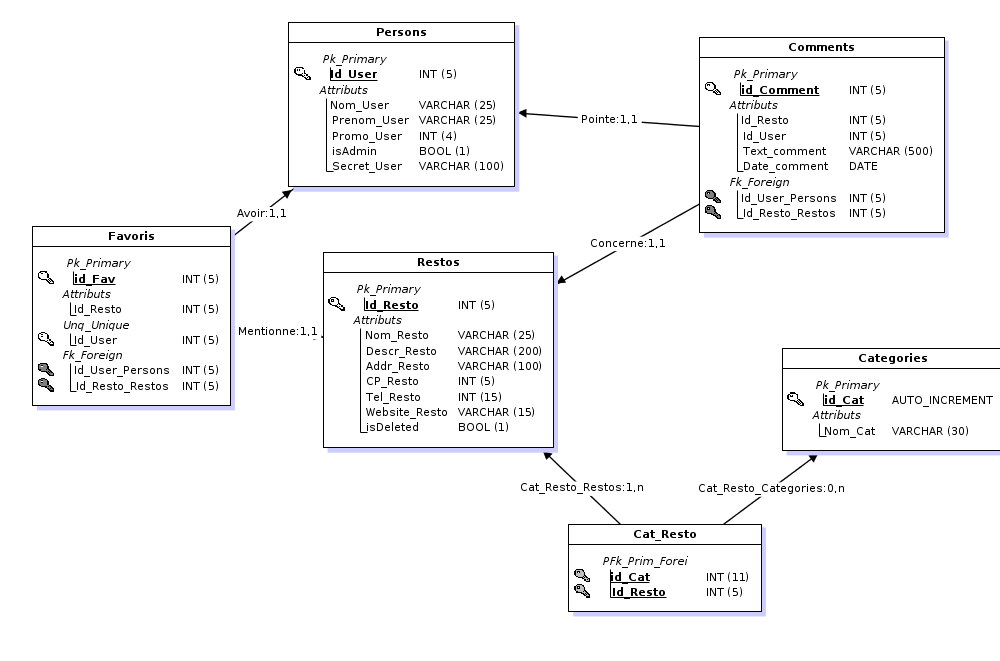 Persons
Pk_Primary
Id_User INT (5)
Attributs
Nom_User VARCHAR (25)
Prenom_User VARCHAR (25)
Promo_User INT (4)
isAdmin BOOL (1)
Secret_User VARCHAR (100)
Comments
Pk_Primary
id_Comment INT (5)
Attributs
Id_Resto INT (5)
Id_User INT (5)
Text_comment VARCHAR (500)
Date_comment DATE
Fk_Foreign
Id_User_Persons INT (5)
Id_Resto_Restos INT (5)
Pointe:1,1
Avoir:1,1
Concerne:1,1
Favoris
Pk_Primary
id_Fav INT (5)
Attributs
Id_Resto INT (5)
Unq_Unique
Id_User INT (5)
Fk_Foreign
Id_User_Persons INT (5)
Id_Resto_Restos INT (5)
Mentionne:1,1
Restos
Pk_Primary
Id_Resto INT (5)
Attributs
Nom_Resto VARCHAR (25)
Descr_Resto VARCHAR (200)
Addr_Resto VARCHAR (100)
CP_Resto INT (5)
Tel_Resto INT (15)
Website_Resto VARCHAR (15)
isDeleted BOOL (1)
Categories
Pk_Primary
id_Cat AUTO_INCREMENT
Attributs
Nom_Cat VARCHAR (30)
Cat_Resto_Restos:1,n
Cat_Resto_Categories:0,n
Cat_Resto
PFk_Prim_Forei
id_Cat INT (11)
Id_Resto INT (5)